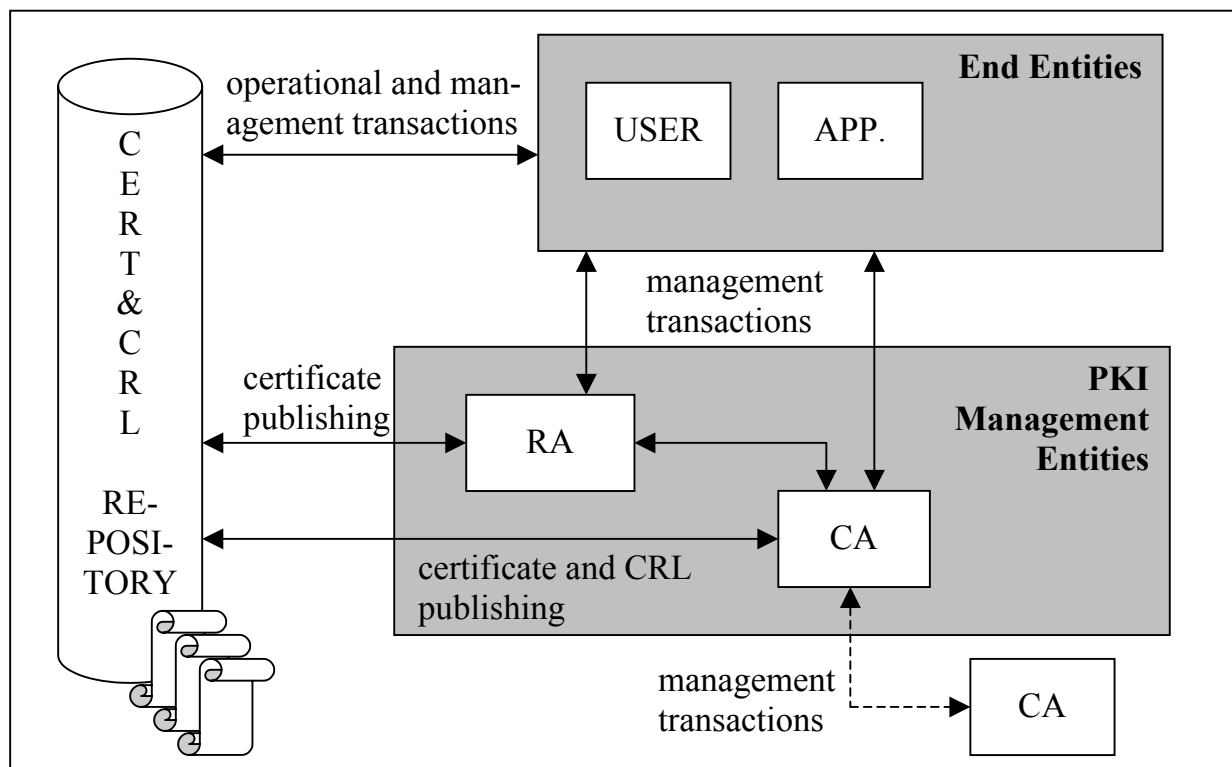 End Entities
operational and man-
agement transactions
USER
APP.
C
E
R
T
&
C
R
L
RE-
POSI-
TORY
management
transactions
certificate
publishing
PKI
Management
Entities
RA
CA
certificate and CRL
publishing
management
transactions
CA